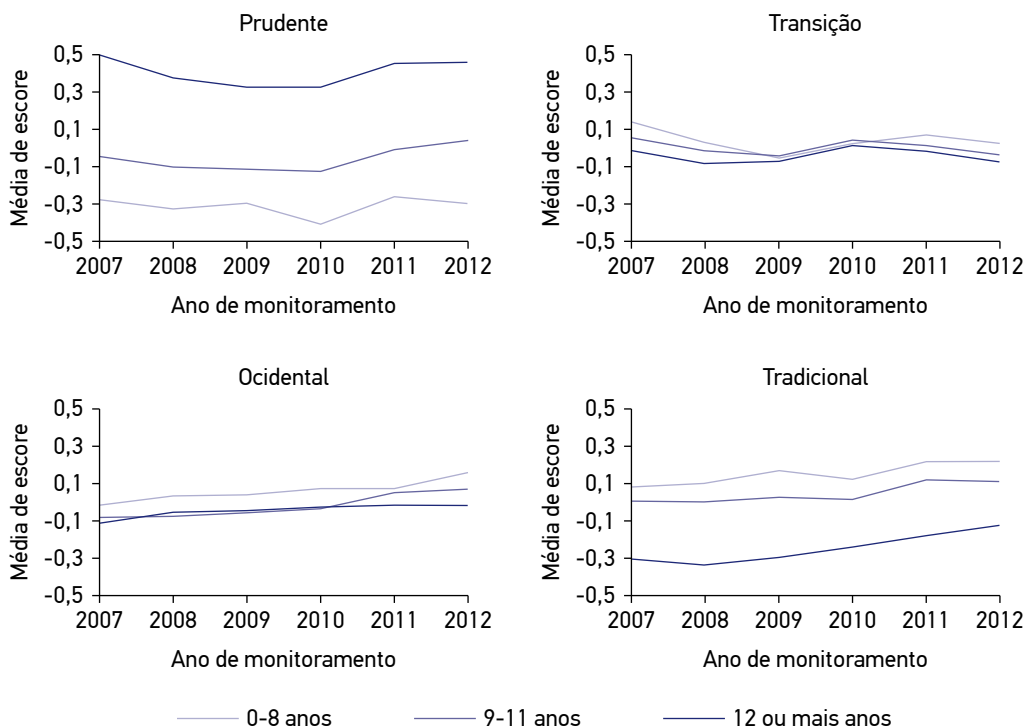 Prudente
Média de escore
0,5
0,3
0,1
-0,1
-0,3
-0,5
2007 2008 2009 2010 2011 2012
Ano de monitoramento
Transição
Média de escore
0,5
0,3
0,1
-0,1
-0,3
-0,5
2007 2008 2009 2010 2011 2012
Ano de monitoramento
Ocidental
Média de escore
0,5
0,3
0,1
-0,1
-0,3
-0,5
2007 2008 2009 2010 2011 2012
Ano de monitoramento
Tradicional
Média de escore
0,5
0,3
0,1
-0,1
-0,3
-0,5
2007 2008 2009 2010 2011 2012
Ano de monitoramento
0-8 anos 9-11 anos 12 ou mais anos